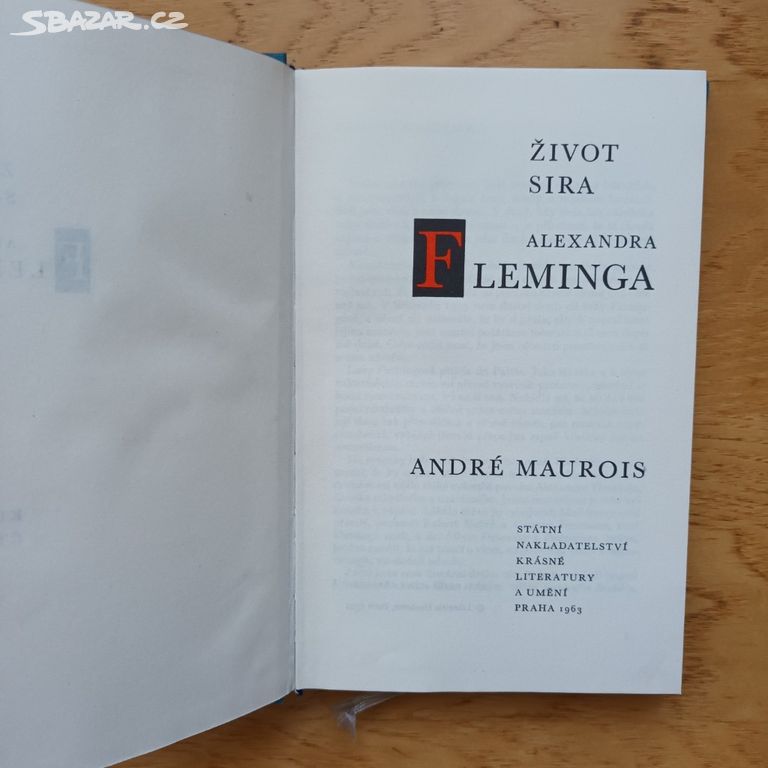 SBAZAR.CZ
ŽIVOT
SIRA
ALEXANDRA
FLEMINGA
ANDRÉ MAUROIS
STÁTNÍ
NAKLADATELSTVÍ
KRÁSNÉ
LITERATURY
A UMĚNÍ
PRAHA 1963